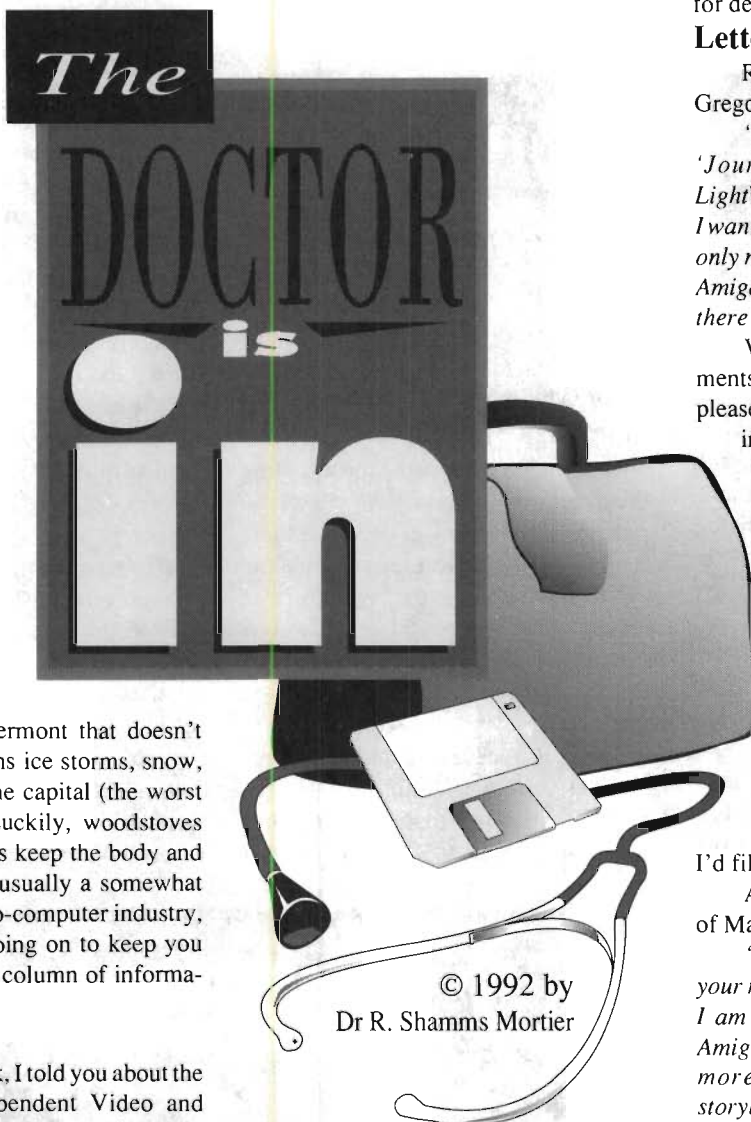 The
DOCTOR
is
in
ermont that doesn't
ns ice storms, snow,
ne capital (the worst
uckily, woodstoves
s keep the body and
usually a somewhat
o-computer industry,
oing on to keep you
column of informa-
I told you about the
pendent Video and
© 1992 by
Dr R. Shamms Mortier
for de
Lett
R
Grego
'Jour
Light'
I wan
only r
Amiga
there
V
ments
please
in
I'd fil
A
of Ma
your
I am
Amig
more
story